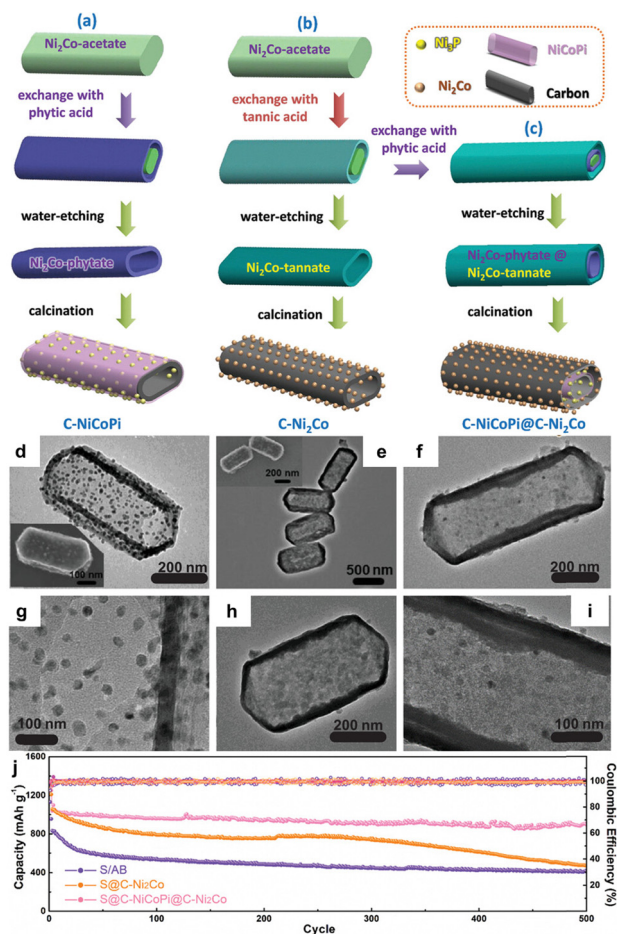 (a)
(b)
Ni₂Co-acetate
Ni₂Co-acetate
Ni₃P
NiCoPi
Ni₂Co
Carbon
exchange with
phytic acid
exchange with
tannic acid
exchange with
phytic acid
(c)
water-etching
water-etching
water-etching
Ni₂Co-phytate
Ni₂Co-tannate
Ni₂Co-phytate @
Ni₂Co-tannate
calcination
calcination
calcination
C-NiCoPi
C-Ni₂Co
C-NiCoPi@C-Ni₂Co
d
100 nm
200 nm
200 nm
e
500 nm
f
200 nm
g
100 nm
h
200 nm
i
100 nm
j
Capacity (mAh g⁻¹)
1600
1200
800
400
0
S/AB
S@C-Ni₂Co
S@C-NiCoPi@C-Ni₂Co
0
100
200
300
400
500
Cycle
100
80
60
40
20
Coulombic Efficiency (%)